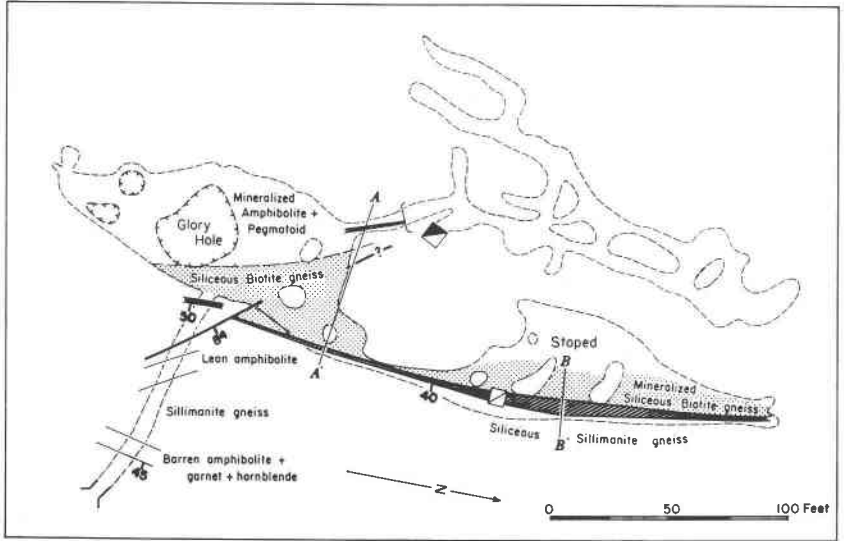 A
Mineralized
Amphibolite +
Pegmatoid
Glory
Hole
?
Siliceous Biotite gneiss
50
84
Lean amphibolite
A'
Stoped
B
40
Mineralized
Siliceous Biotite gneiss
Sillimanite gneiss
Siliceous Sillimanite gneiss
B'
Barren amphibolite +
garnet + hornblende
45
N
0 50 100 Feet